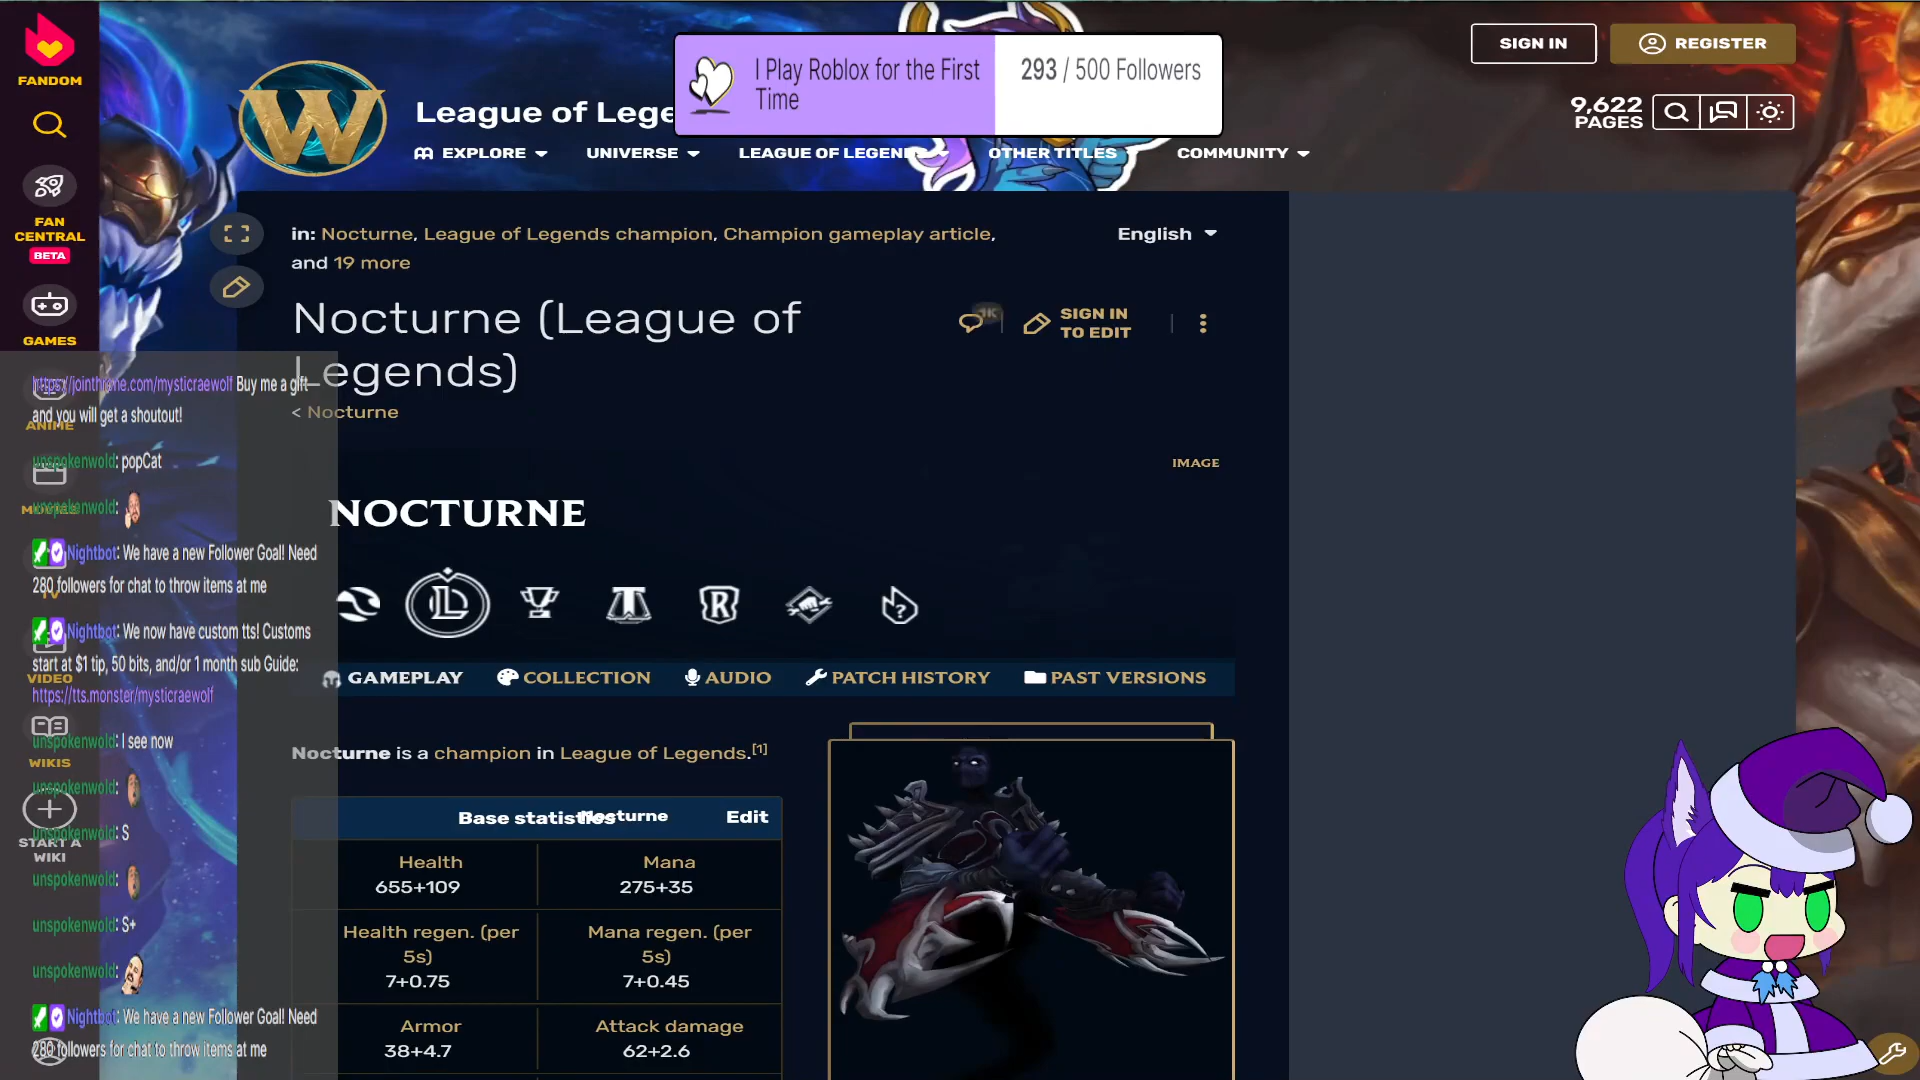 FANDOM
FAN
CENTRAL
BETA
GAMES
ANIME
VIDEO
WIKIS
START A
WIKI
League of Lege
I Play Roblox for the First
Time
293 / 500 Followers
SIGN IN
REGISTER
9,622
PAGES
EXPLORE
UNIVERSE
LEAGUE OF LEGEN
OTHER TITLES
COMMUNITY
in: Nocturne, League of Legends champion, Champion gameplay article,
and 19 more
English
Nocturne (League of
Legends)
1K
SIGN IN
TO EDIT
< Nocturne
IMAGE
NOCTURNE
GAMEPLAY
COLLECTION
AUDIO
PATCH HISTORY
PAST VERSIONS
Nocturne is a champion in League of Legends.[1]
Base statistics
Nocturne
Edit
Health
655+109
Mana
275+35
Health regen. (per
5s)
7+0.75
Mana regen. (per
5s)
7+0.45
Armor
38+4.7
Attack damage
62+2.6
https://jointhrone.com/mysticraewolf Buy me a gift
and you will get a shoutout!
unspokenwold: popCat
unspokenwold:
Nightbot: We have a new Follower Goal! Need
280 followers for chat to throw items at me
Nightbot: We now have custom tts! Customs
start at $1 tip, 50 bits, and/or 1 month sub Guide:
https://tts.monster/mysticraewolf
unspokenwold: I see now
unspokenwold:
unspokenwold: S
unspokenwold:
unspokenwold: S+
unspokenwold:
Nightbot: We have a new Follower Goal! Need
280 followers for chat to throw items at me